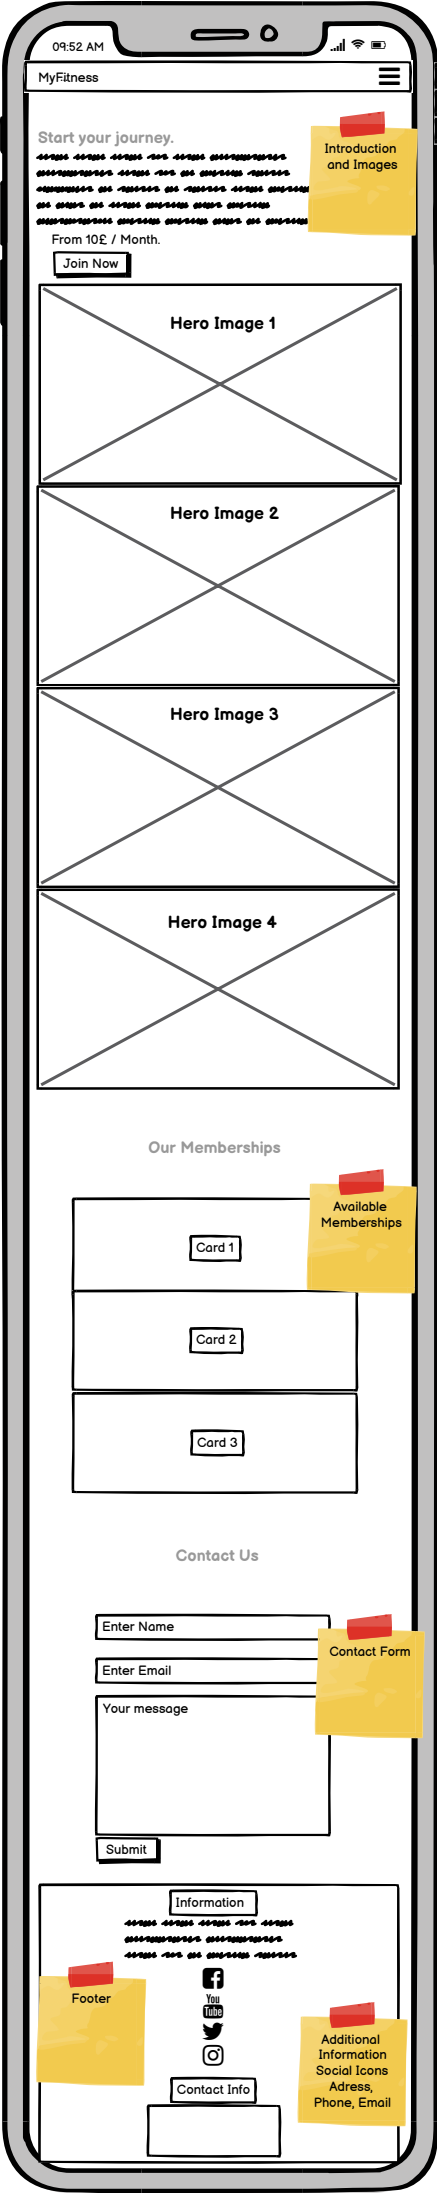 09:52 AM
MyFitness
Start your journey.
Introduction
and Images
From 10£ / Month.
Join Now
Hero Image 1
Hero Image 2
Hero Image 3
Hero Image 4
Our Memberships
Available
Memberships
Card 1
Card 2
Card 3
Contact Us
Enter Name
Contact Form
Enter Email
Your message
Submit
Information
You
Tube
Footer
Additional
Information
Social Icons
Adress,
Phone, Email
Contact Info